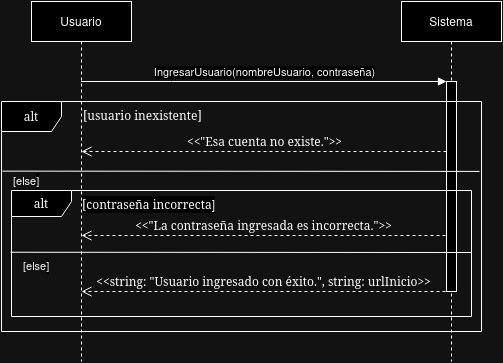 Usuario
Sistema
IngresarUsuario(nombreUsuario, contraseña)
alt
[usuario inexistente]
<<"Esa cuenta no existe.">>
[else]
alt
[contraseña incorrecta]
<<"La contraseña ingresada es incorrecta.">>
[else]
<<string: "Usuario ingresado con éxito.", string: urlInicio>>